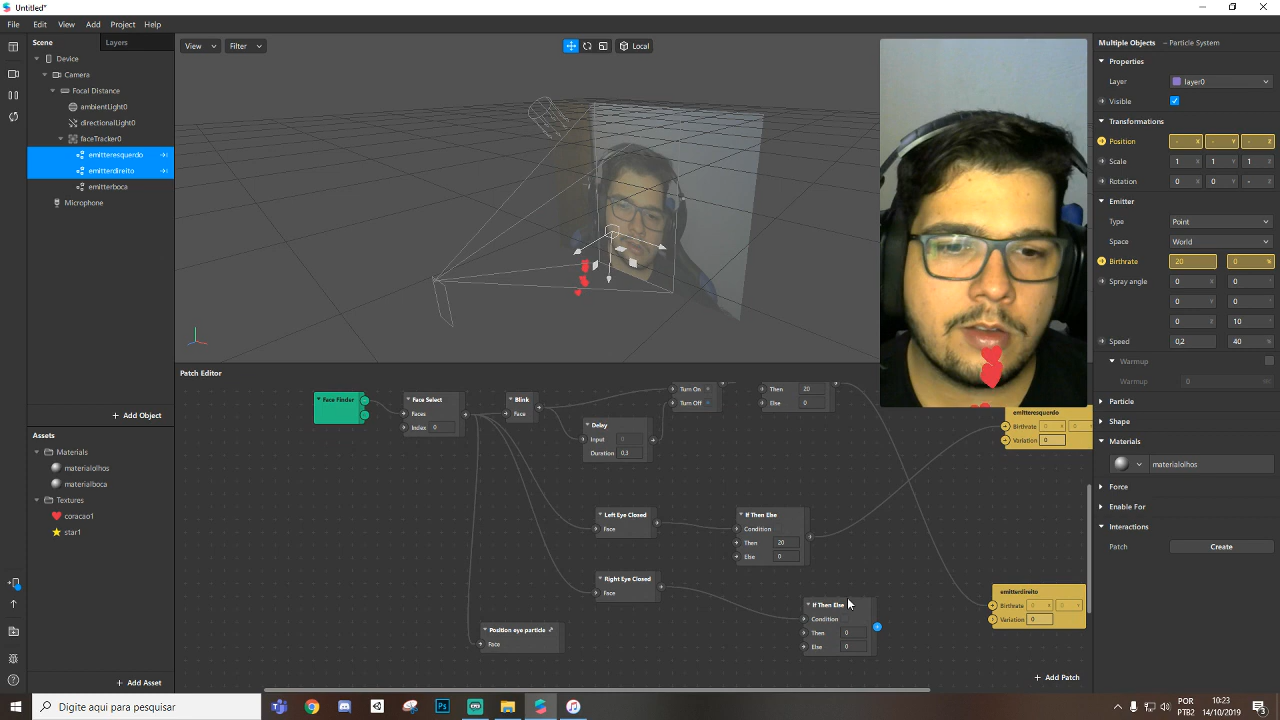 Untitled*
File Edit View Add Project Help
Scene Layers
Device
Camera
Focal Distance
ambientLight0
directionalLight0
faceTracker0
emitteresquerdo
emitterdireito
emitterboca
Microphone
+ Add Object
Assets
Materials
materialolhos
materialboca
Textures
coracao1
star1
+ Add Asset
View Filter Local
Patch Editor
Face Finder
Face Select
Faces
Index 0
Blink
Face
Delay
Input 0
Duration 0,3
Turn On
Turn Off
Then 20
Else 0
Left Eye Closed
Face
If Then Else
Condition
Then 20
Else 0
Right Eye Closed
Face
If Then Else
Condition
Then 0
Else 0
Position eye particle
Face
emitteresquerdo
Birthrate 0 0
Variation 0
emitterdireito
Birthrate 0 0
Variation 0
+ Add Patch
Multiple Objects – Particle System
Properties
Layer layer0
Visible
Transformations
Position - X - Y - Z
Scale 1 X 1 Y 1 Z
Rotation 0 X 0 Y - Z
Emitter
Type Point
Space World
Birthrate 20 0 %
Spray angle 0 X 0
0 Y 0
0 Z 10
Speed 0,2 40 %
Warmup
Warmup 0
Particle
Shape
Materials
materialolhos
Force
Enable For
Interactions
Patch Create
Digite aqui para pesquisar
POR
PTB2
10:23
14/10/2019